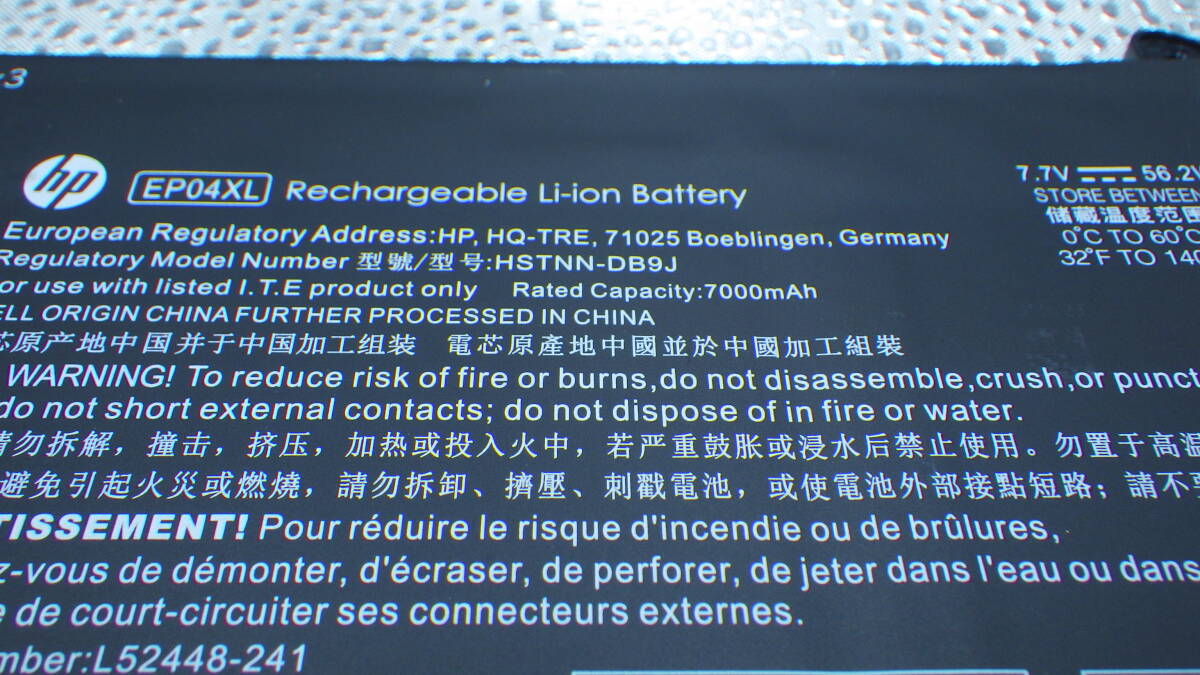 3
hp EP04XL Rechargeable Li-ion Battery
7.7V 56.2
STORE BETWEEN
储藏温度范围
0°C TO 60°C
32°F TO 140
European Regulatory Address:HP, HQ-TRE, 71025 Boeblingen, Germany
Regulatory Model Number 型號/型号:HSTNN-DB9J
or use with listed I.T.E product only Rated Capacity:7000mAh
ELL ORIGIN CHINA FURTHER PROCESSED IN CHINA
芯原产地中国并于中国加工组装 電芯原產地中國並於中國加工組裝
WARNING! To reduce risk of fire or burns,do not disassemble,crush,or punct
do not short external contacts; do not dispose of in fire or water.
请勿拆解，撞击，挤压，加热或投入火中，若严重鼓胀或浸水后禁止使用。勿置于高温
避免引起火災或燃燒，請勿拆卸、擠壓、刺戳電池，或使電池外部接點短路；請不要
TISSEMENT! Pour réduire le risque d'incendie ou de brûlures,
z-vous de démonter, d'écraser, de perforer, de jeter dans l'eau ou dans
e de court-circuiter ses connecteurs externes.
mber:L52448-241